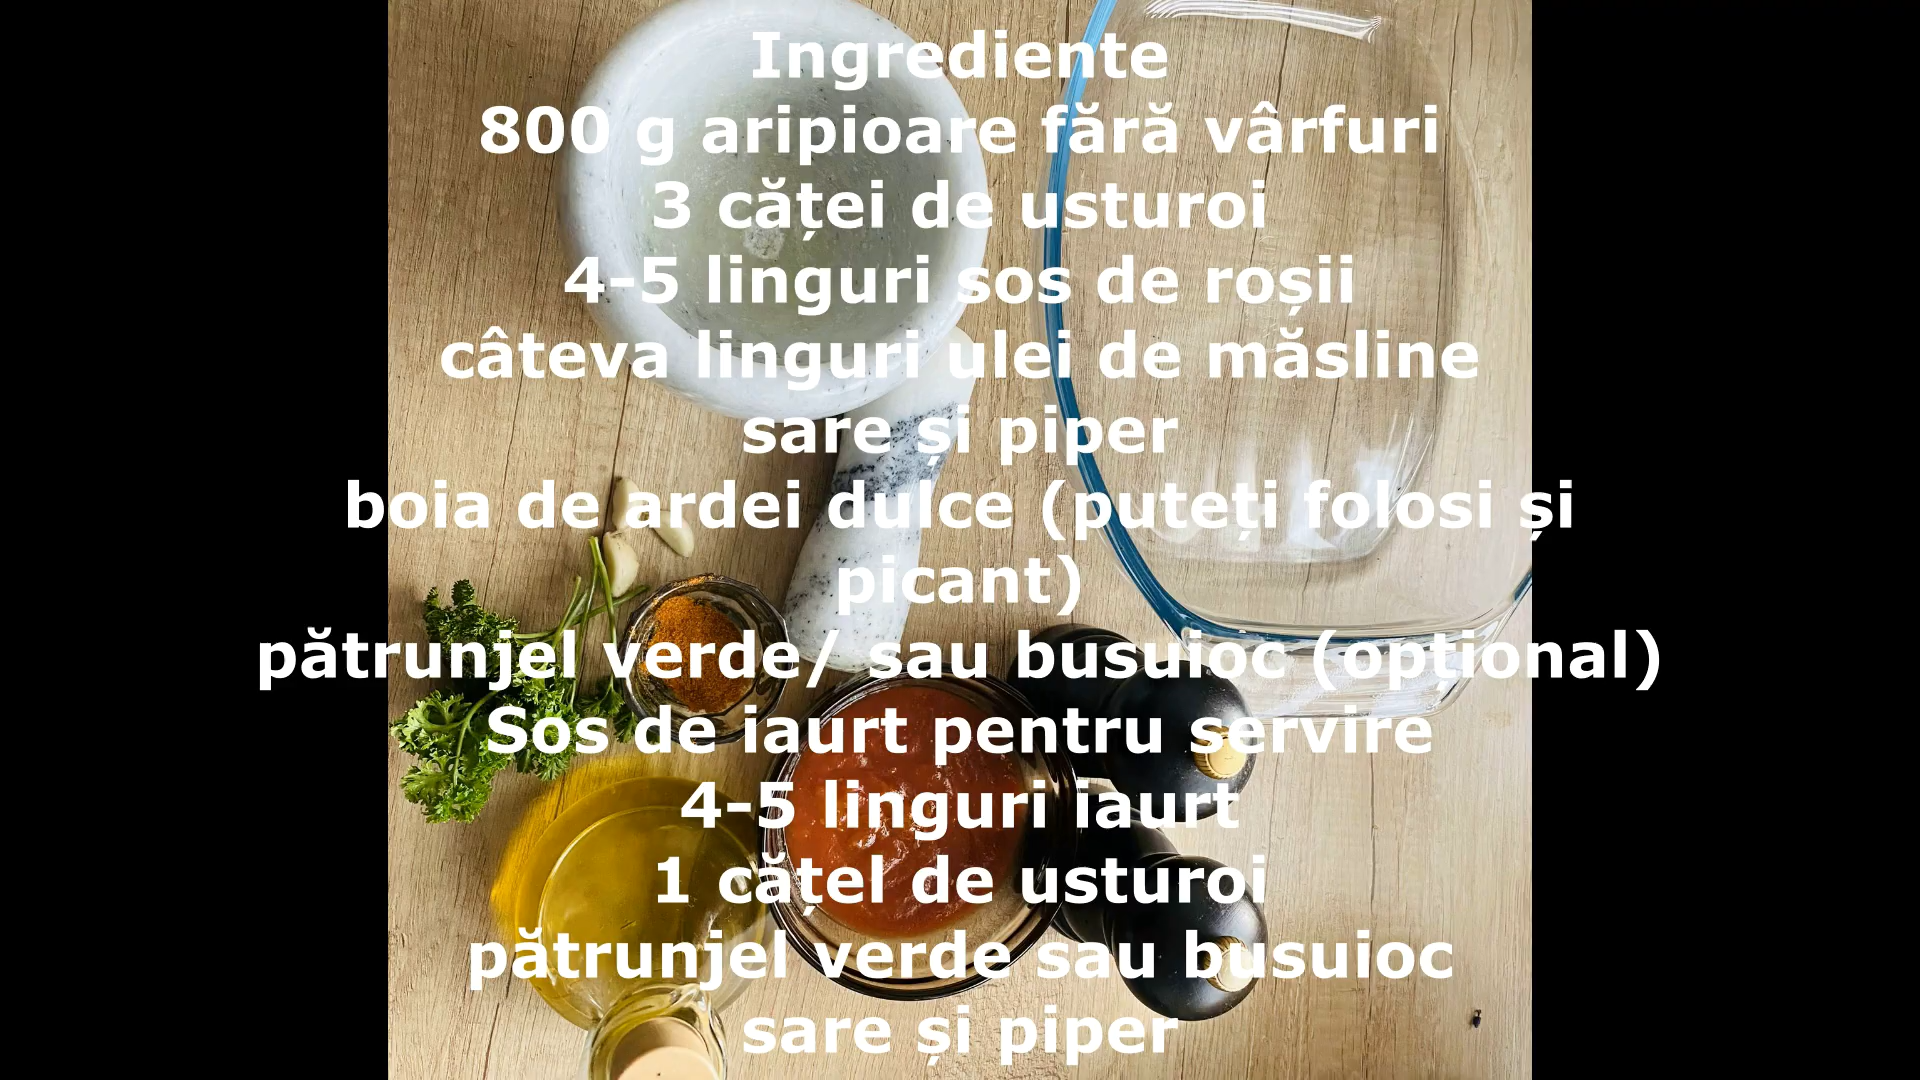 Ingrediente
800 g aripioare fără vârfuri
3 căței de usturoi
4-5 linguri sos de roșii
câteva linguri ulei de măsline
sare și piper
boia de ardei dulce (puteți folosi și
picant)
pătrunjel verde/ sau busuioc (opțional)
Sos de iaurt pentru servire
4-5 linguri iaurt
1 cățel de usturoi
pătrunjel verde sau busuioc
sare și piper